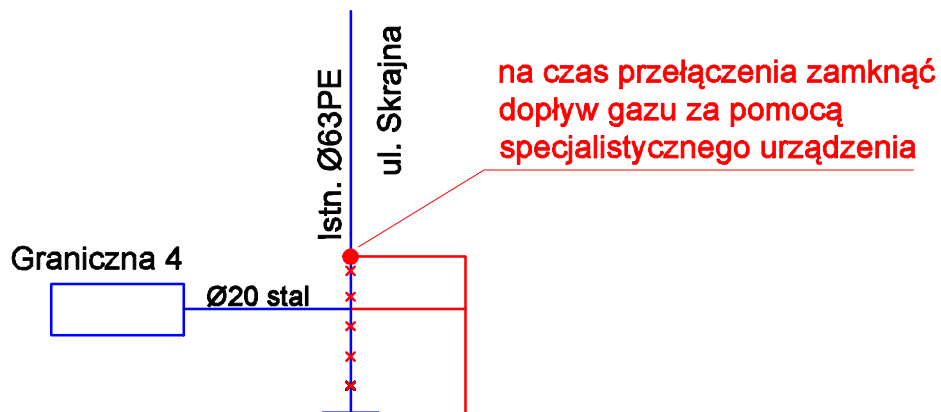 na czas przełączenia zamknąć
dopływ gazu za pomocą
specjalistycznego urządzenia
Istn. Ø63PE
ul. Skrajna
Graniczna 4
Ø20 stal